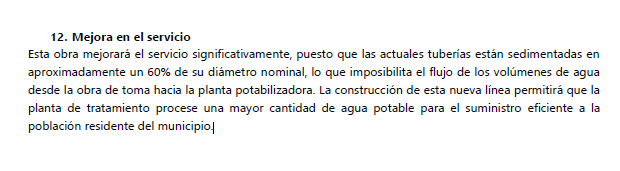 12. Mejora en el servicio
Esta obra mejorará el servicio significativamente, puesto que las actuales tuberías están sedimentadas en
aproximadamente un 60% de su diámetro nominal, lo que imposibilita el flujo de los volúmenes de agua
desde la obra de toma hacia la planta potabilizadora. La construcción de esta nueva línea permitirá que la
planta de tratamiento procese una mayor cantidad de agua potable para el suministro eficiente a la
población residente del municipio.